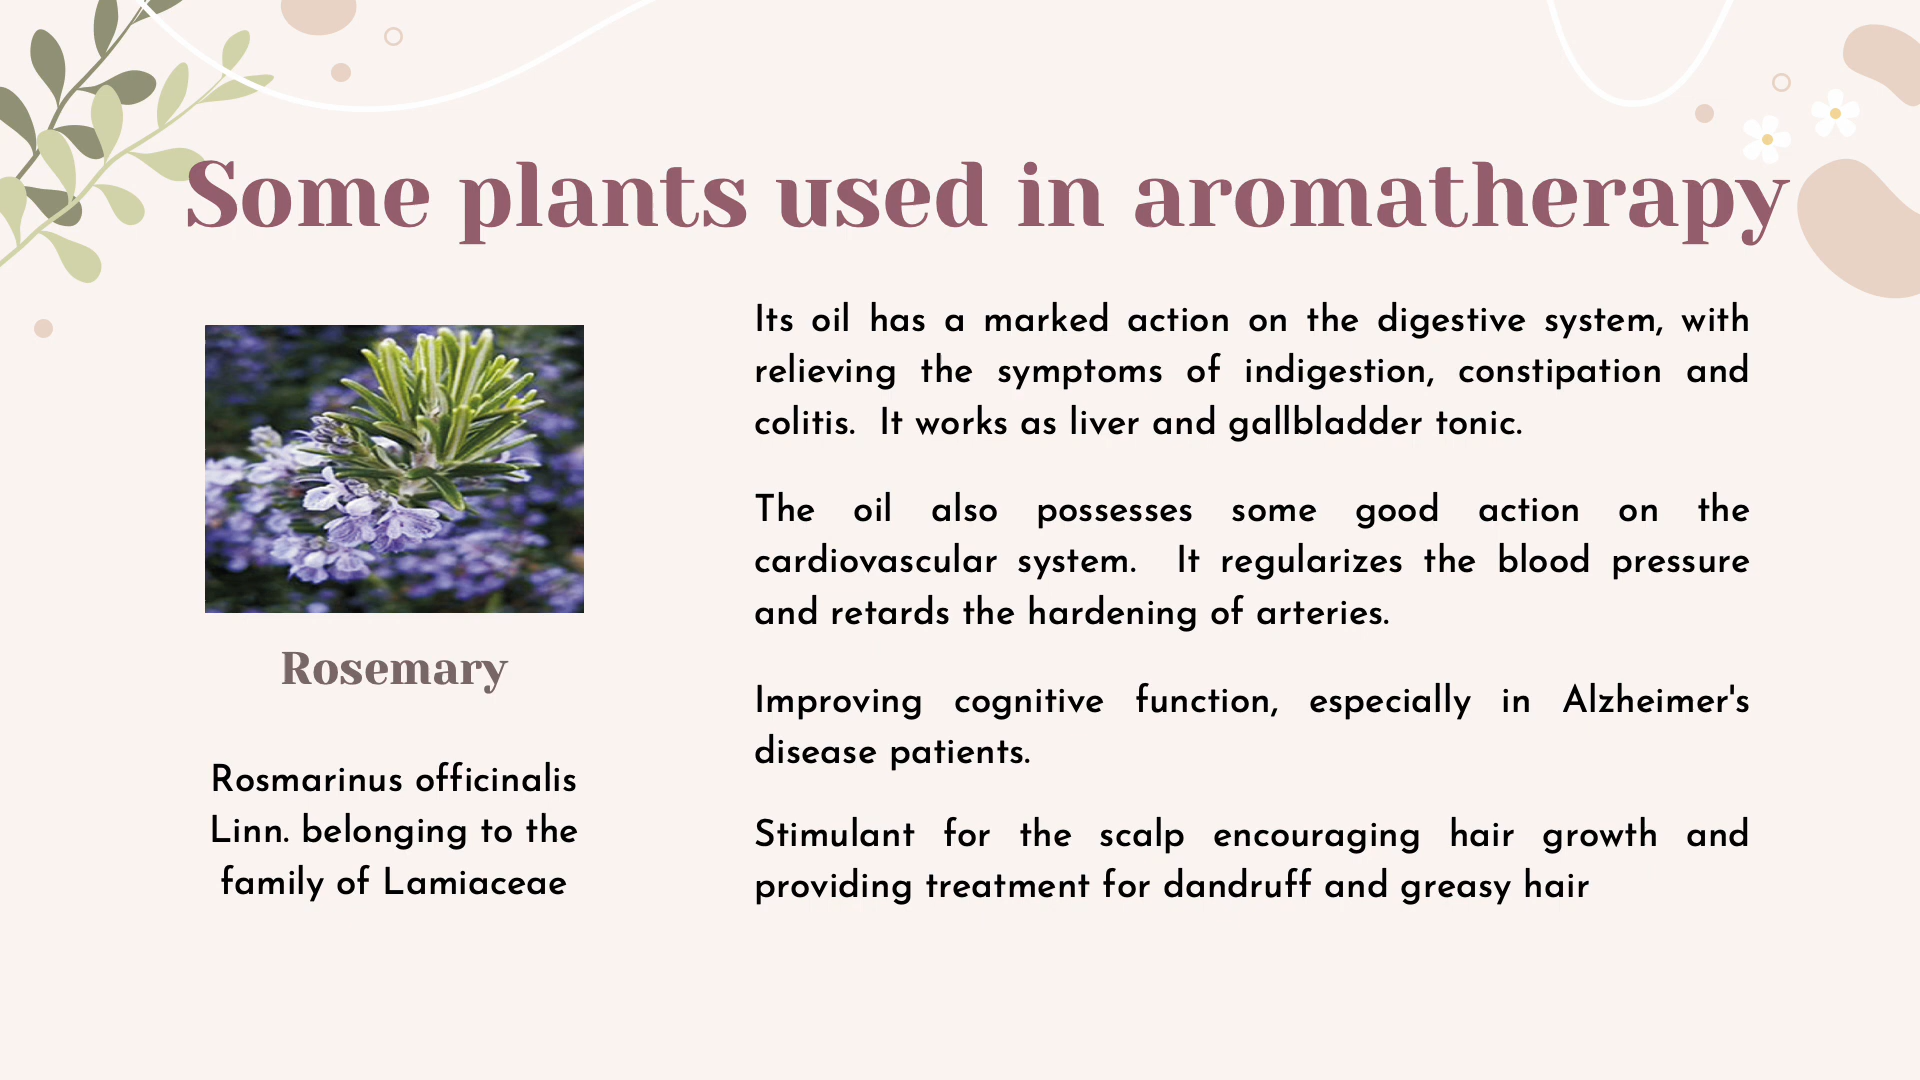 Some plants used in aromatherapy
Rosemary
Rosmarinus officinalis
Linn. belonging to the
family of Lamiaceae
Its oil has a marked action on the digestive system, with
relieving the symptoms of indigestion, constipation and
colitis.  It works as liver and gallbladder tonic.
The oil also possesses some good action on the
cardiovascular system.  It regularizes the blood pressure
and retards the hardening of arteries.
Improving cognitive function, especially in Alzheimer's
disease patients.
Stimulant for the scalp encouraging hair growth and
providing treatment for dandruff and greasy hair